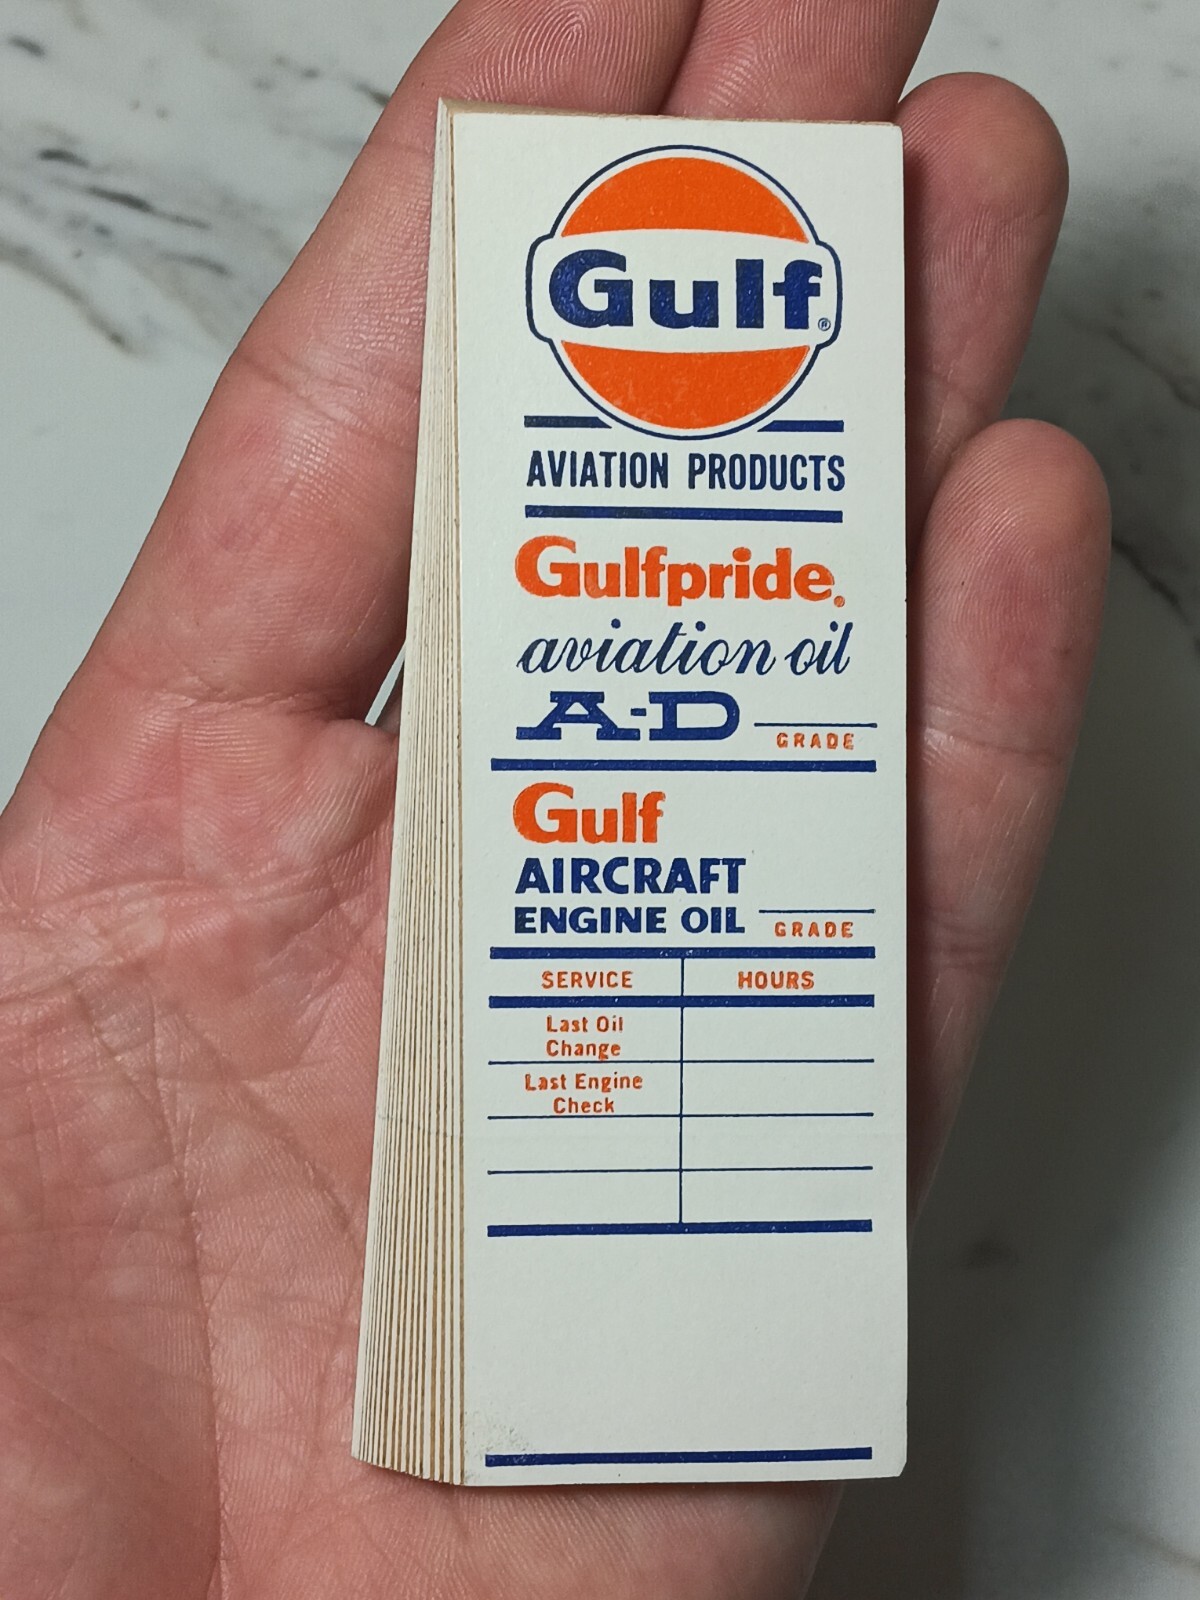 Gulf®
AVIATION PRODUCTS
Gulfpride®
aviation oil
A-D
GRADE
Gulf
AIRCRAFT
ENGINE OIL
GRADE
SERVICE HOURS
Last Oil
Change
Last Engine
Check